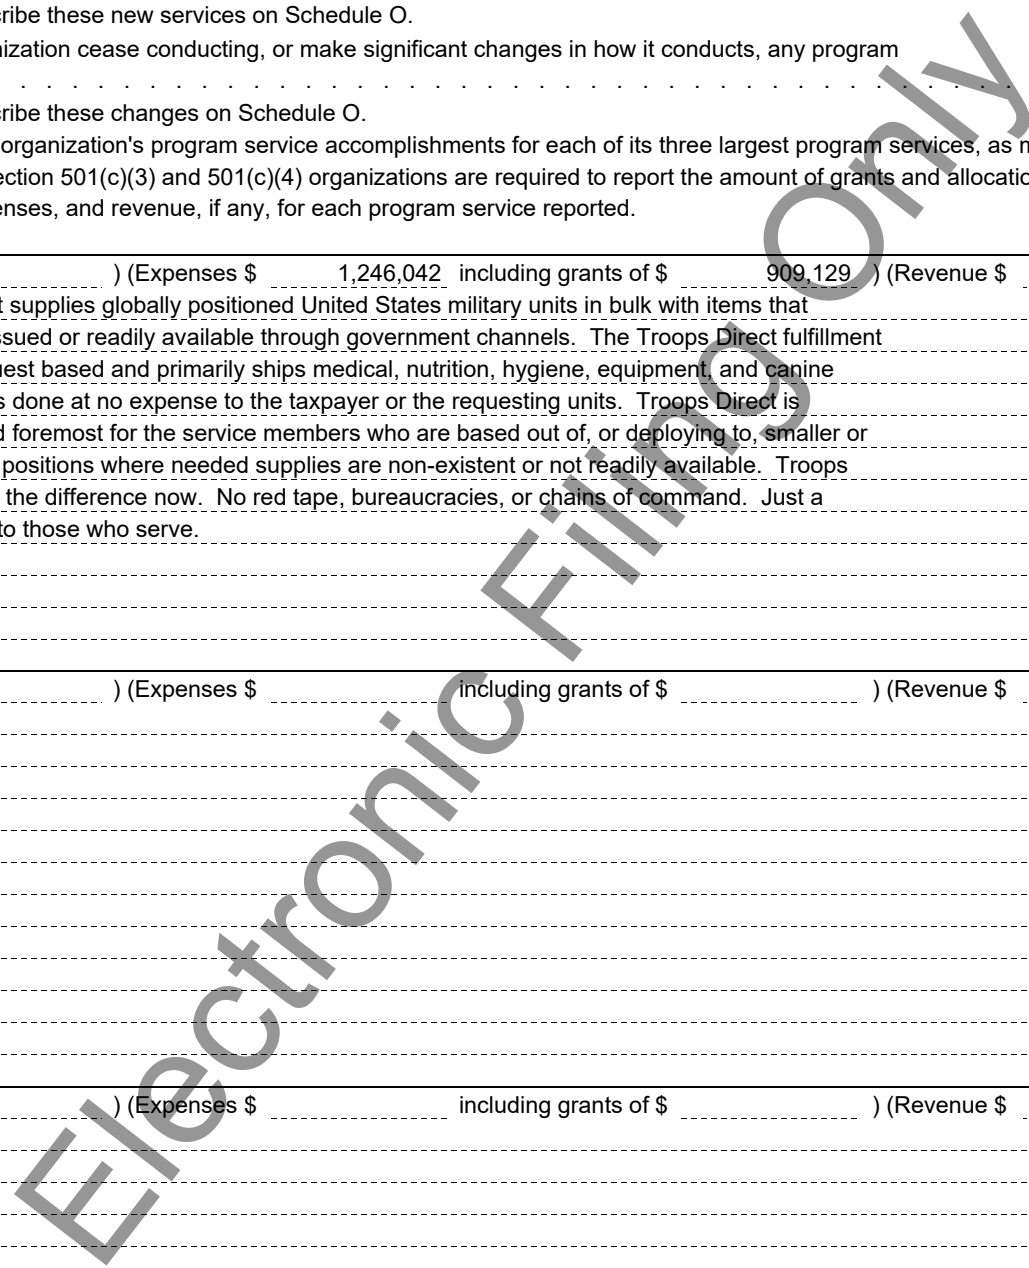 ribe these new services on Schedule O.
nization cease conducting, or make significant changes in how it conducts, any program
. . . . . . . . . . . . . . . . . . . . . . . . . . . . . . . . . . . . . . .
ribe these changes on Schedule O.
organization's program service accomplishments for each of its three largest program services, as m
ection 501(c)(3) and 501(c)(4) organizations are required to report the amount of grants and allocatio
enses, and revenue, if any, for each program service reported.
) (Expenses $ 1,246,042 including grants of $ 909,129 ) (Revenue $
t supplies globally positioned United States military units in bulk with items that
ssued or readily available through government channels. The Troops Direct fulfillment
uest based and primarily ships medical, nutrition, hygiene, equipment, and canine
s done at no expense to the taxpayer or the requesting units. Troops Direct is
d foremost for the service members who are based out of, or deploying to, smaller or
positions where needed supplies are non-existent or not readily available. Troops
the difference now. No red tape, bureaucracies, or chains of command. Just a
to those who serve.
) (Expenses $ including grants of $ ) (Revenue $
) (Expenses $ including grants of $ ) (Revenue $
Electronic Filing Only